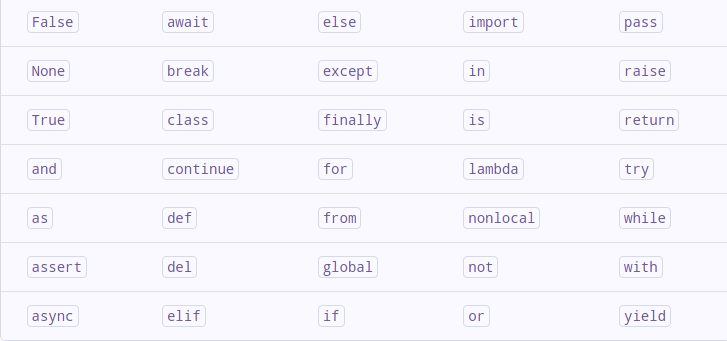 False await else import pass
None break except in raise
True class finally is return
and continue for lambda try
as def from nonlocal while
assert del global not with
async elif if or yield